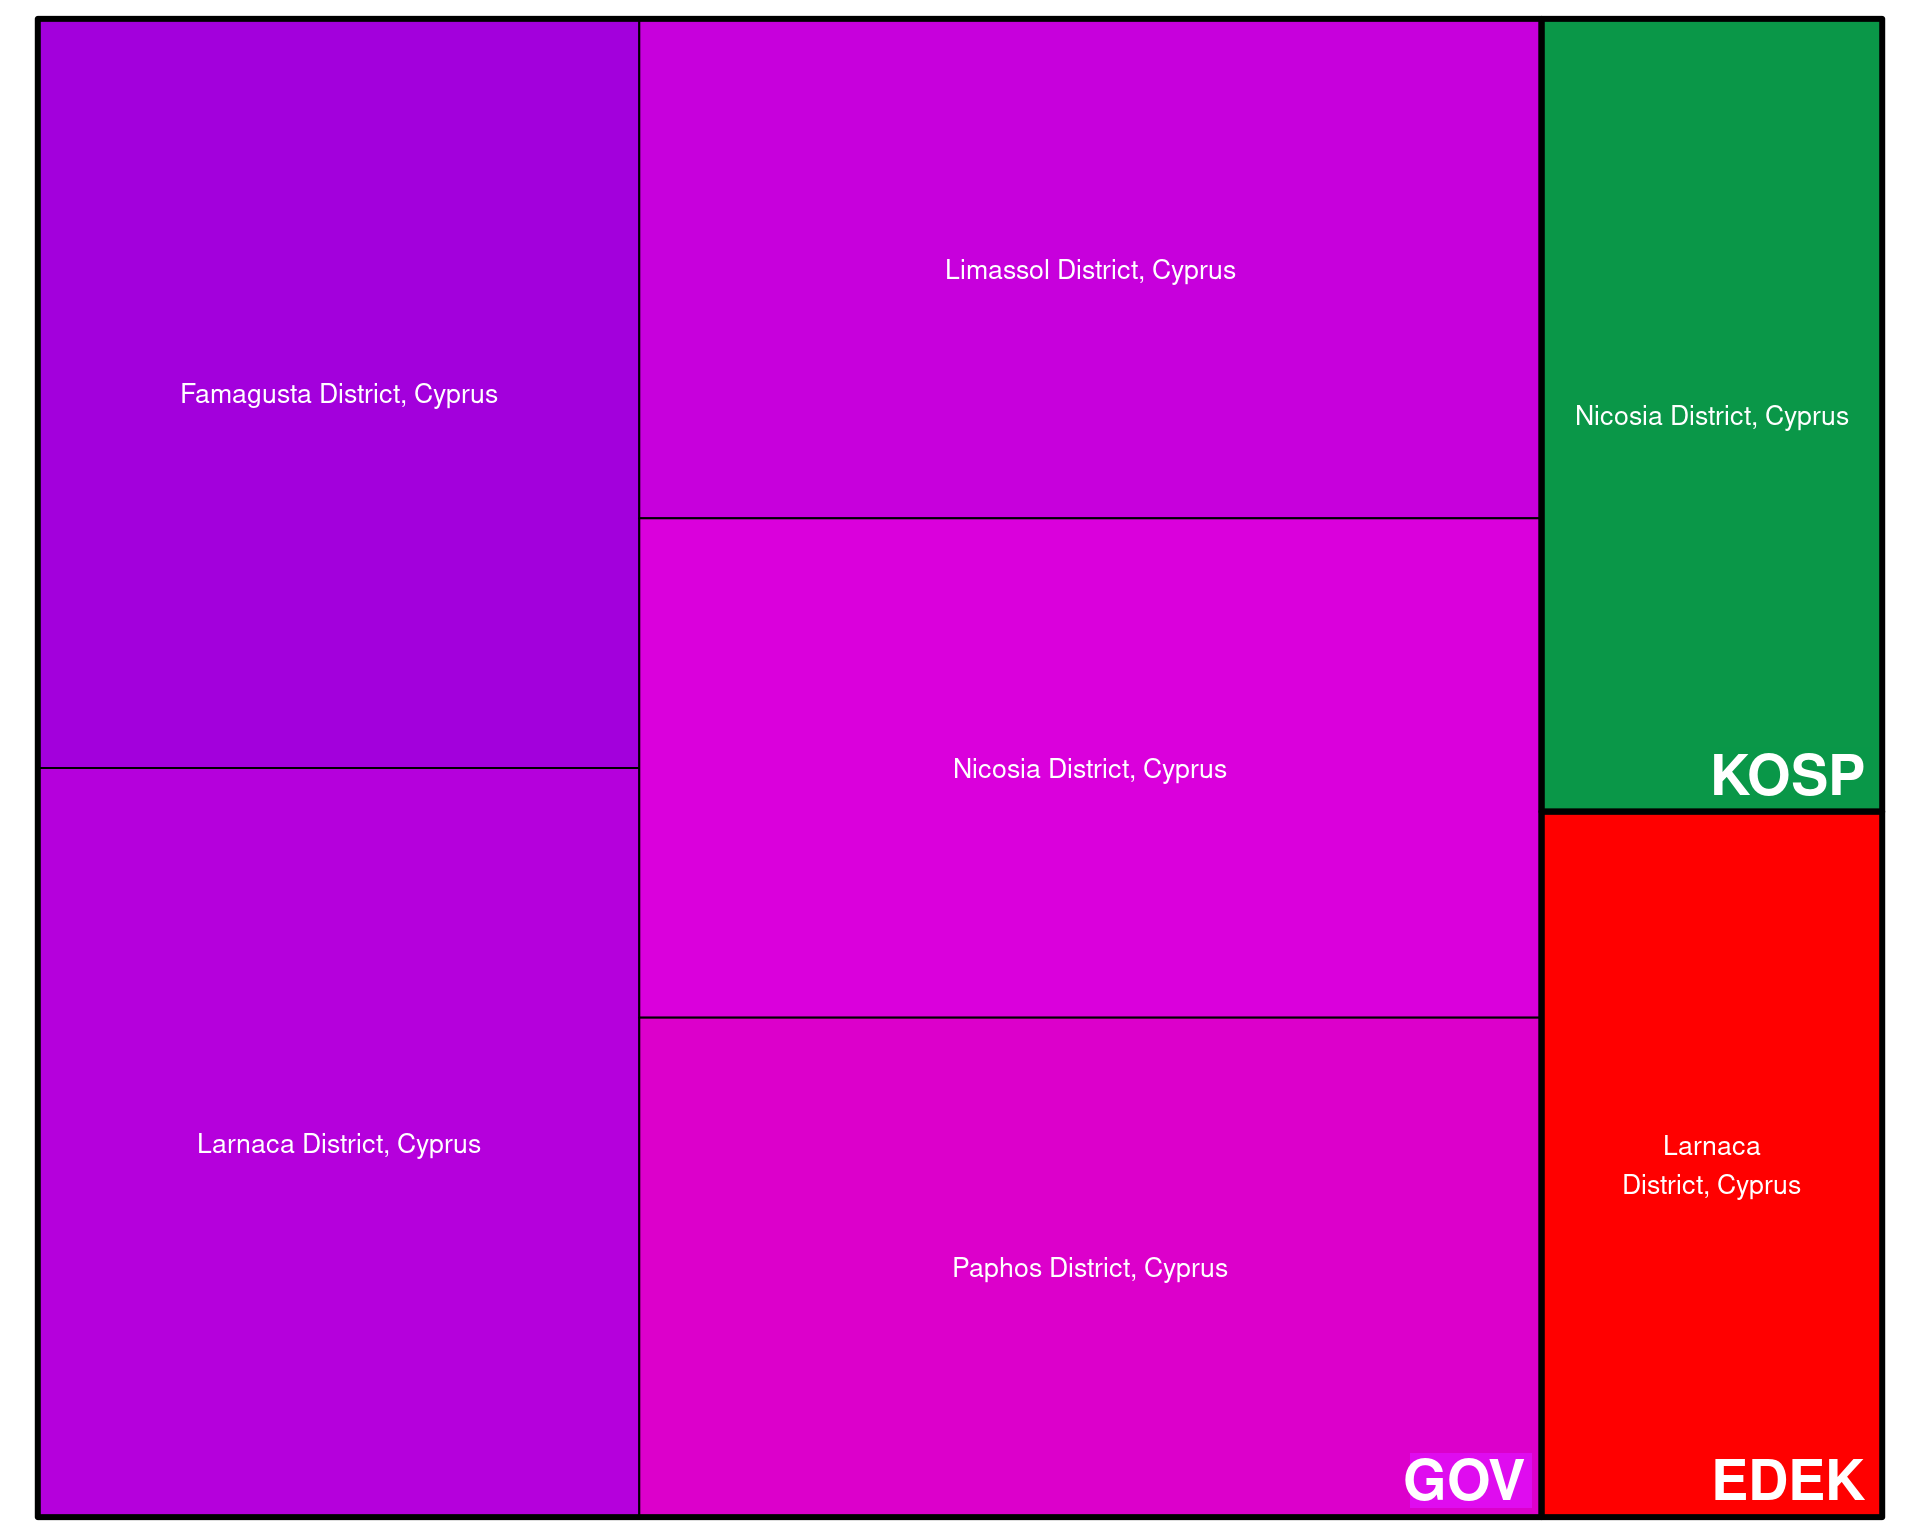 Famagusta District, Cyprus
Larnaca District, Cyprus
Limassol District, Cyprus
Nicosia District, Cyprus
Paphos District, Cyprus
GOV
Nicosia District, Cyprus
KOSP
Larnaca
District, Cyprus
EDEK